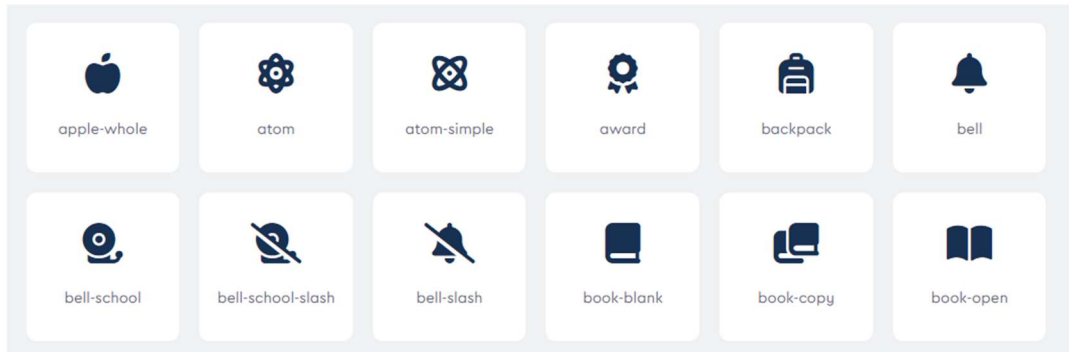 apple-whole
atom
atom-simple
award
backpack
bell
bell-school
bell-school-slash
bell-slash
book-blank
book-copy
book-open